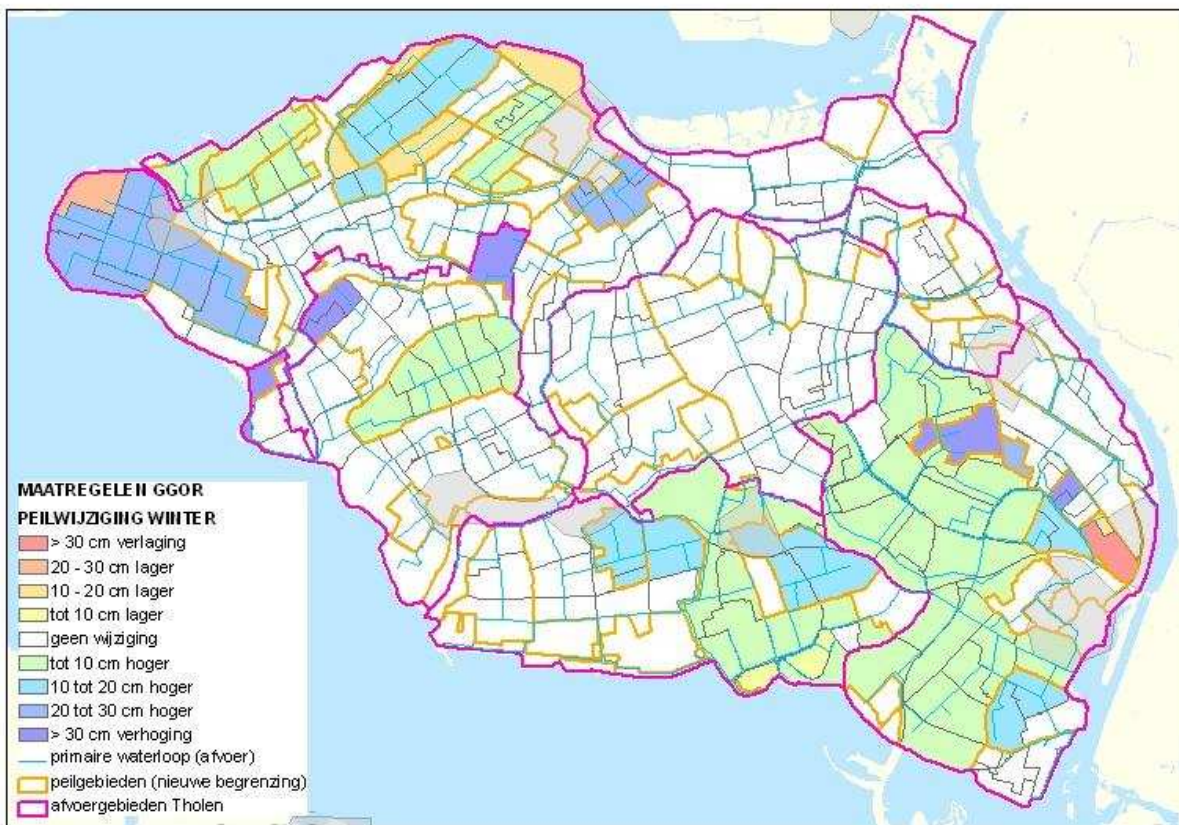 MAATREGELEN GGOR
PEILWIJZIGING WINTER
> 30 cm verlaging
20 - 30 cm lager
10 - 20 cm lager
tot 10 cm lager
geen wijziging
tot 10 cm hoger
10 tot 20 cm hoger
20 tot 30 cm hoger
> 30 cm verhoging
primaire waterloop (afvoer)
peilgebieden (nieuwe begrenzing)
afvoergebieden Tholen